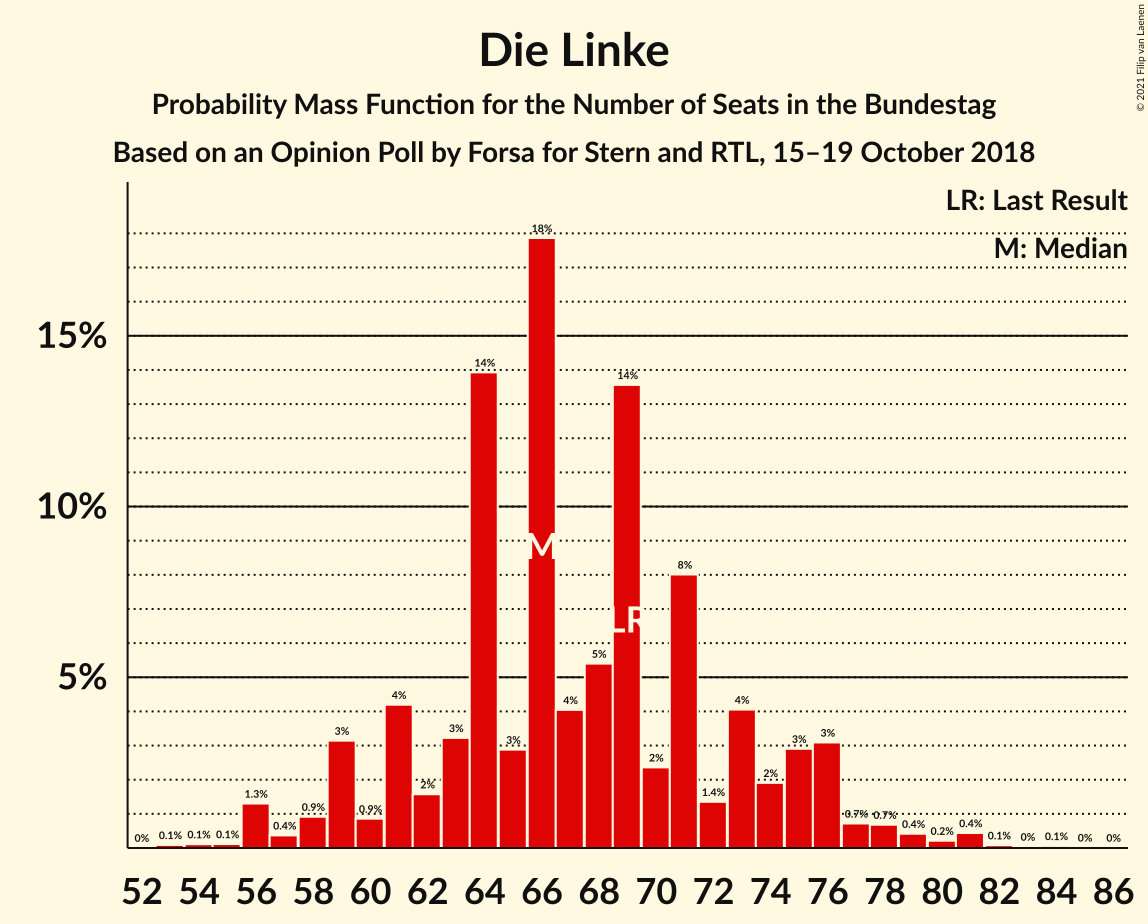 Die Linke
Probability Mass Function for the Number of Seats in the Bundestag
Based on an Opinion Poll by Forsa for Stern and RTL, 15–19 October 2018
© 2021 Filip van Laenen
LR: Last Result
M: Median
15%
10%
5%
0% 0.1% 0.1% 0.1% 1.3% 0.4% 0.9% 3% 0.9% 4% 2% 3% 14% 3% 18% 4% 5% 14% 2% 8% 1.4% 4% 2% 3% 3% 0.7% 0.7% 0.4% 0.2% 0.4% 0.1% 0% 0.1% 0% 0%
M
LR
52 54 56 58 60 62 64 66 68 70 72 74 76 78 80 82 84 86